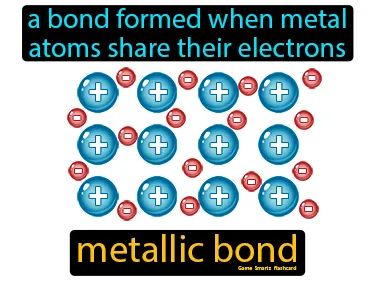 a bond formed when metal
atoms share their electrons
metallic bond
Game Smartz flashcard